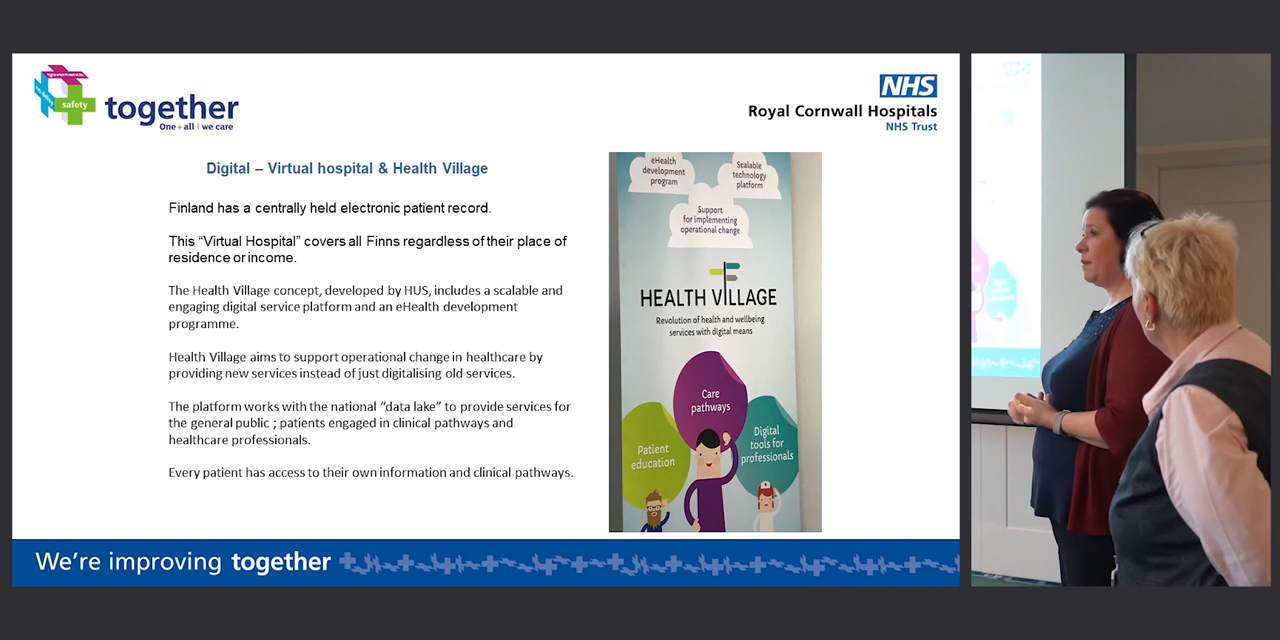 safety
together
One + all | we care
NHS
Royal Cornwall Hospitals
NHS Trust
Digital – Virtual hospital & Health Village
Finland has a centrally held electronic patient record.
This “Virtual Hospital” covers all Finns regardless of their place of
residence or income.
The Health Village concept, developed by HUS, includes a scalable and
engaging digital service platform and an eHealth development
programme.
Health Village aims to support operational change in healthcare by
providing new services instead of just digitalising old services.
The platform works with the national “data lake” to provide services for
the general public ; patients engaged in clinical pathways and
healthcare professionals.
Every patient has access to their own information and clinical pathways.
eHealth
development
program
Scalable
technology
platform
Support
for implementing
operational change
HEALTH VILLAGE
Revolution of health and wellbeing
services with digital means
Care
pathways
Patient
education
Digital
tools for
professionals
We’re improving together